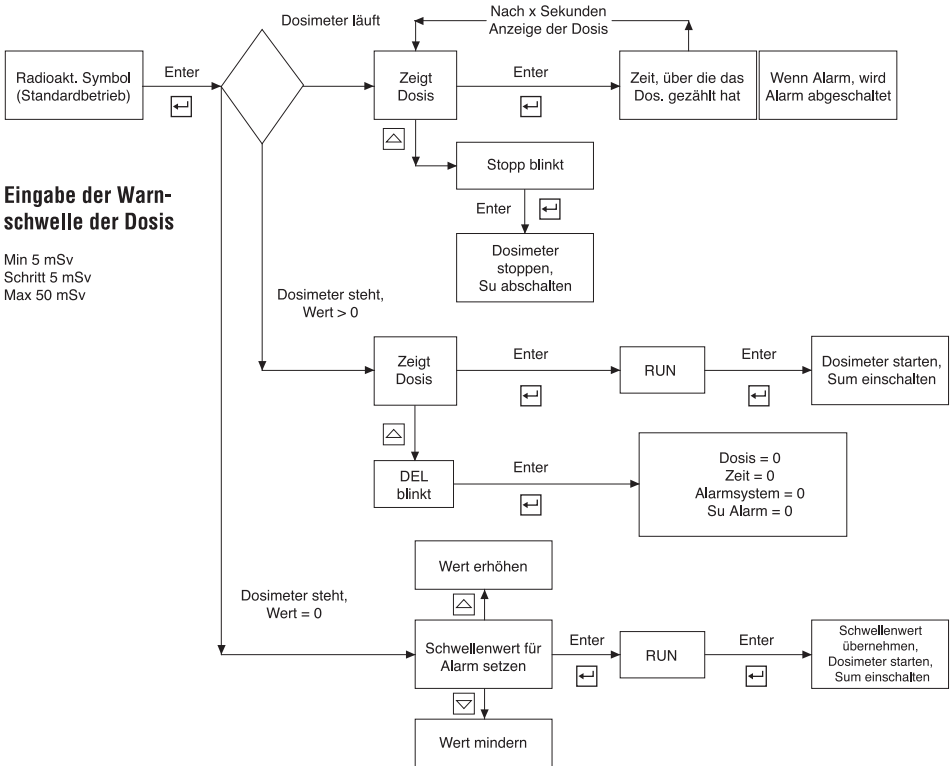 Dosimeter läuft
Nach x Sekunden
Anzeige der Dosis
Radioakt. Symbol
(Standardbetrieb)
Enter
Zeigt
Dosis
Enter
Zeit, über die das
Dos. gezählt hat
Wenn Alarm, wird
Alarm abgeschaltet
Stopp blinkt
Enter
Dosimeter
stoppen,
Su abschalten
Eingabe der Warn-
schwelle der Dosis
Min 5 mSv
Schritt 5 mSv
Max 50 mSv
Dosimeter steht,
Wert > 0
Zeigt
Dosis
Enter
RUN
Enter
Dosimeter starten,
Sum einschalten
DEL
blinkt
Enter
Dosis = 0
Zeit = 0
Alarmsystem = 0
Su Alarm = 0
Dosimeter steht,
Wert = 0
Wert erhöhen
Schwellenwert für
Alarm setzen
Enter
RUN
Enter
Schwellenwert
übernehmen,
Dosimeter starten,
Sum einschalten
Wert mindern